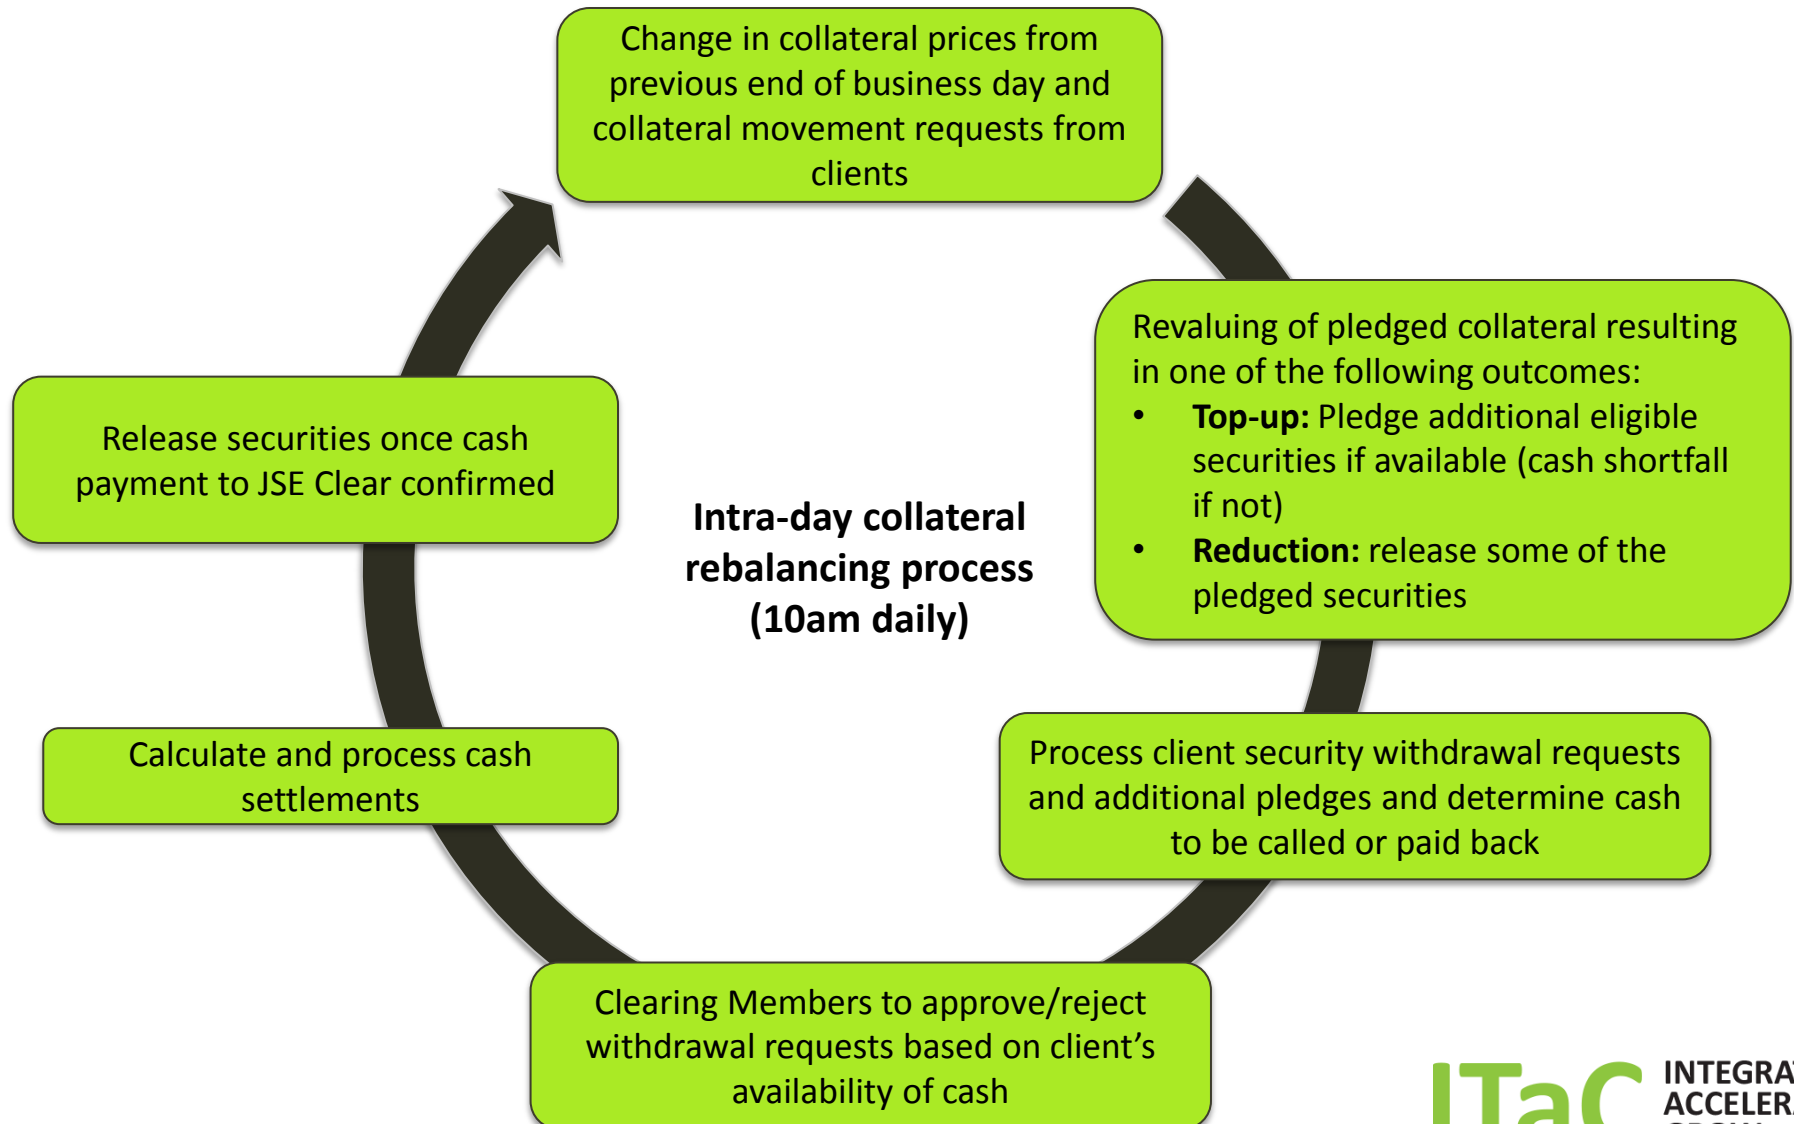 Change in collateral prices from
previous end of business day and
collateral movement requests from
clients
Revaluing of pledged collateral resulting
in one of the following outcomes:
• Top-up: Pledge additional eligible
securities if available (cash shortfall
if not)
• Reduction: release some of the
pledged securities
Release securities once cash
payment to JSE Clear confirmed
Intra-day collateral
rebalancing process
(10am daily)
Calculate and process cash
settlements
Process client security withdrawal requests
and additional pledges and determine cash
to be called or paid back
Clearing Members to approve/reject
withdrawal requests based on client’s
availability of cash
ITaC
INTEGRAT
ACCELERA